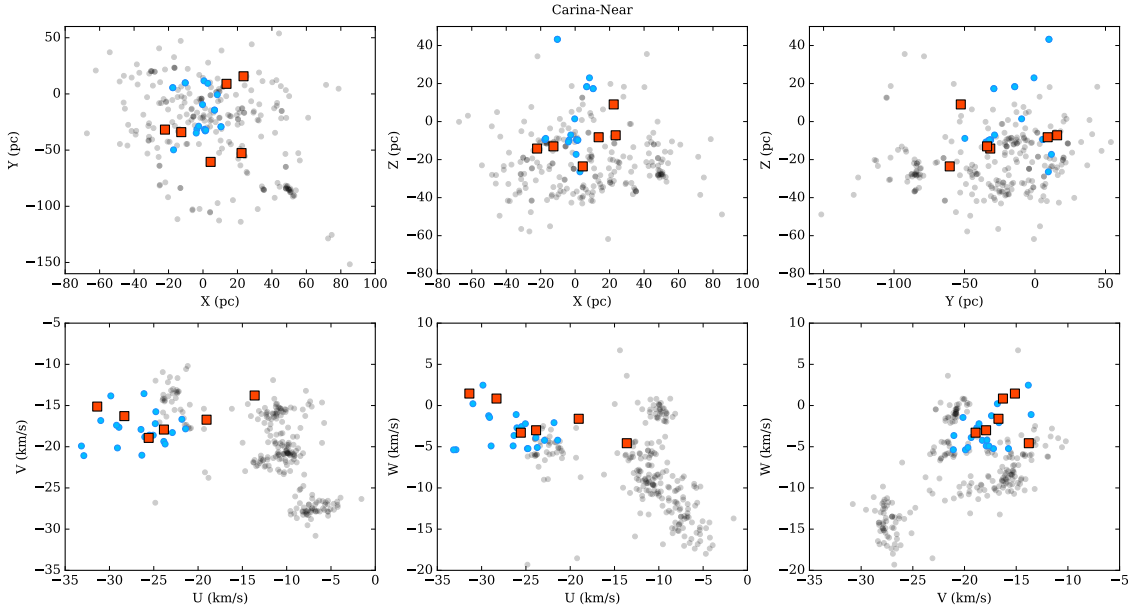 Carina-Near
50
0
−50
−100
−150
Y (pc)
−80 −60 −40 −20 0 20 40 60 80 100
X (pc)
60
40
20
0
−20
−40
−60
−80
Z (pc)
−80 −60 −40 −20 0 20 40 60 80 100
X (pc)
60
40
20
0
−20
−40
−60
−80
Z (pc)
−150 −100 −50 0 50
Y (pc)
−5
−10
−15
−20
−25
−30
−35
V (km/s)
−35 −30 −25 −20 −15 −10 −5 0
U (km/s)
10
5
0
−5
−10
−15
−20
W (km/s)
−35 −30 −25 −20 −15 −10 −5 0
U (km/s)
10
5
0
−5
−10
−15
−20
W (km/s)
−35 −30 −25 −20 −15 −10 −5
V (km/s)